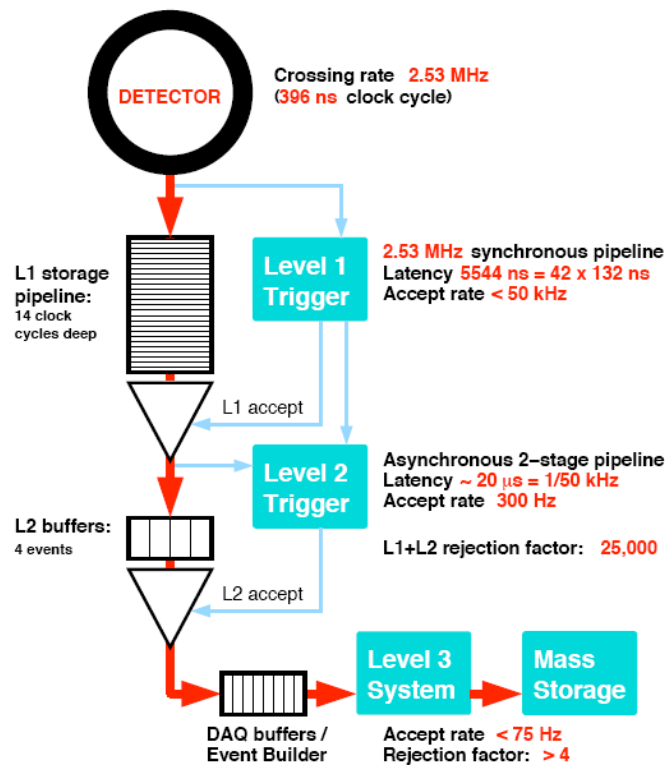 DETECTOR
Crossing rate 2.53 MHz
(396 ns clock cycle)
L1 storage
pipeline:
14 clock
cycles deep
Level 1
Trigger
2.53 MHz synchronous pipeline
Latency 5544 ns = 42 x 132 ns
Accept rate < 50 kHz
L1 accept
L2 buffers:
4 events
Level 2
Trigger
Asynchronous 2−stage pipeline
Latency ~ 20 µs = 1/50 kHz
Accept rate 300 Hz
L1+L2 rejection factor: 25,000
L2 accept
DAQ buffers /
Event Builder
Level 3
System
Mass
Storage
Accept rate < 75 Hz
Rejection factor: > 4